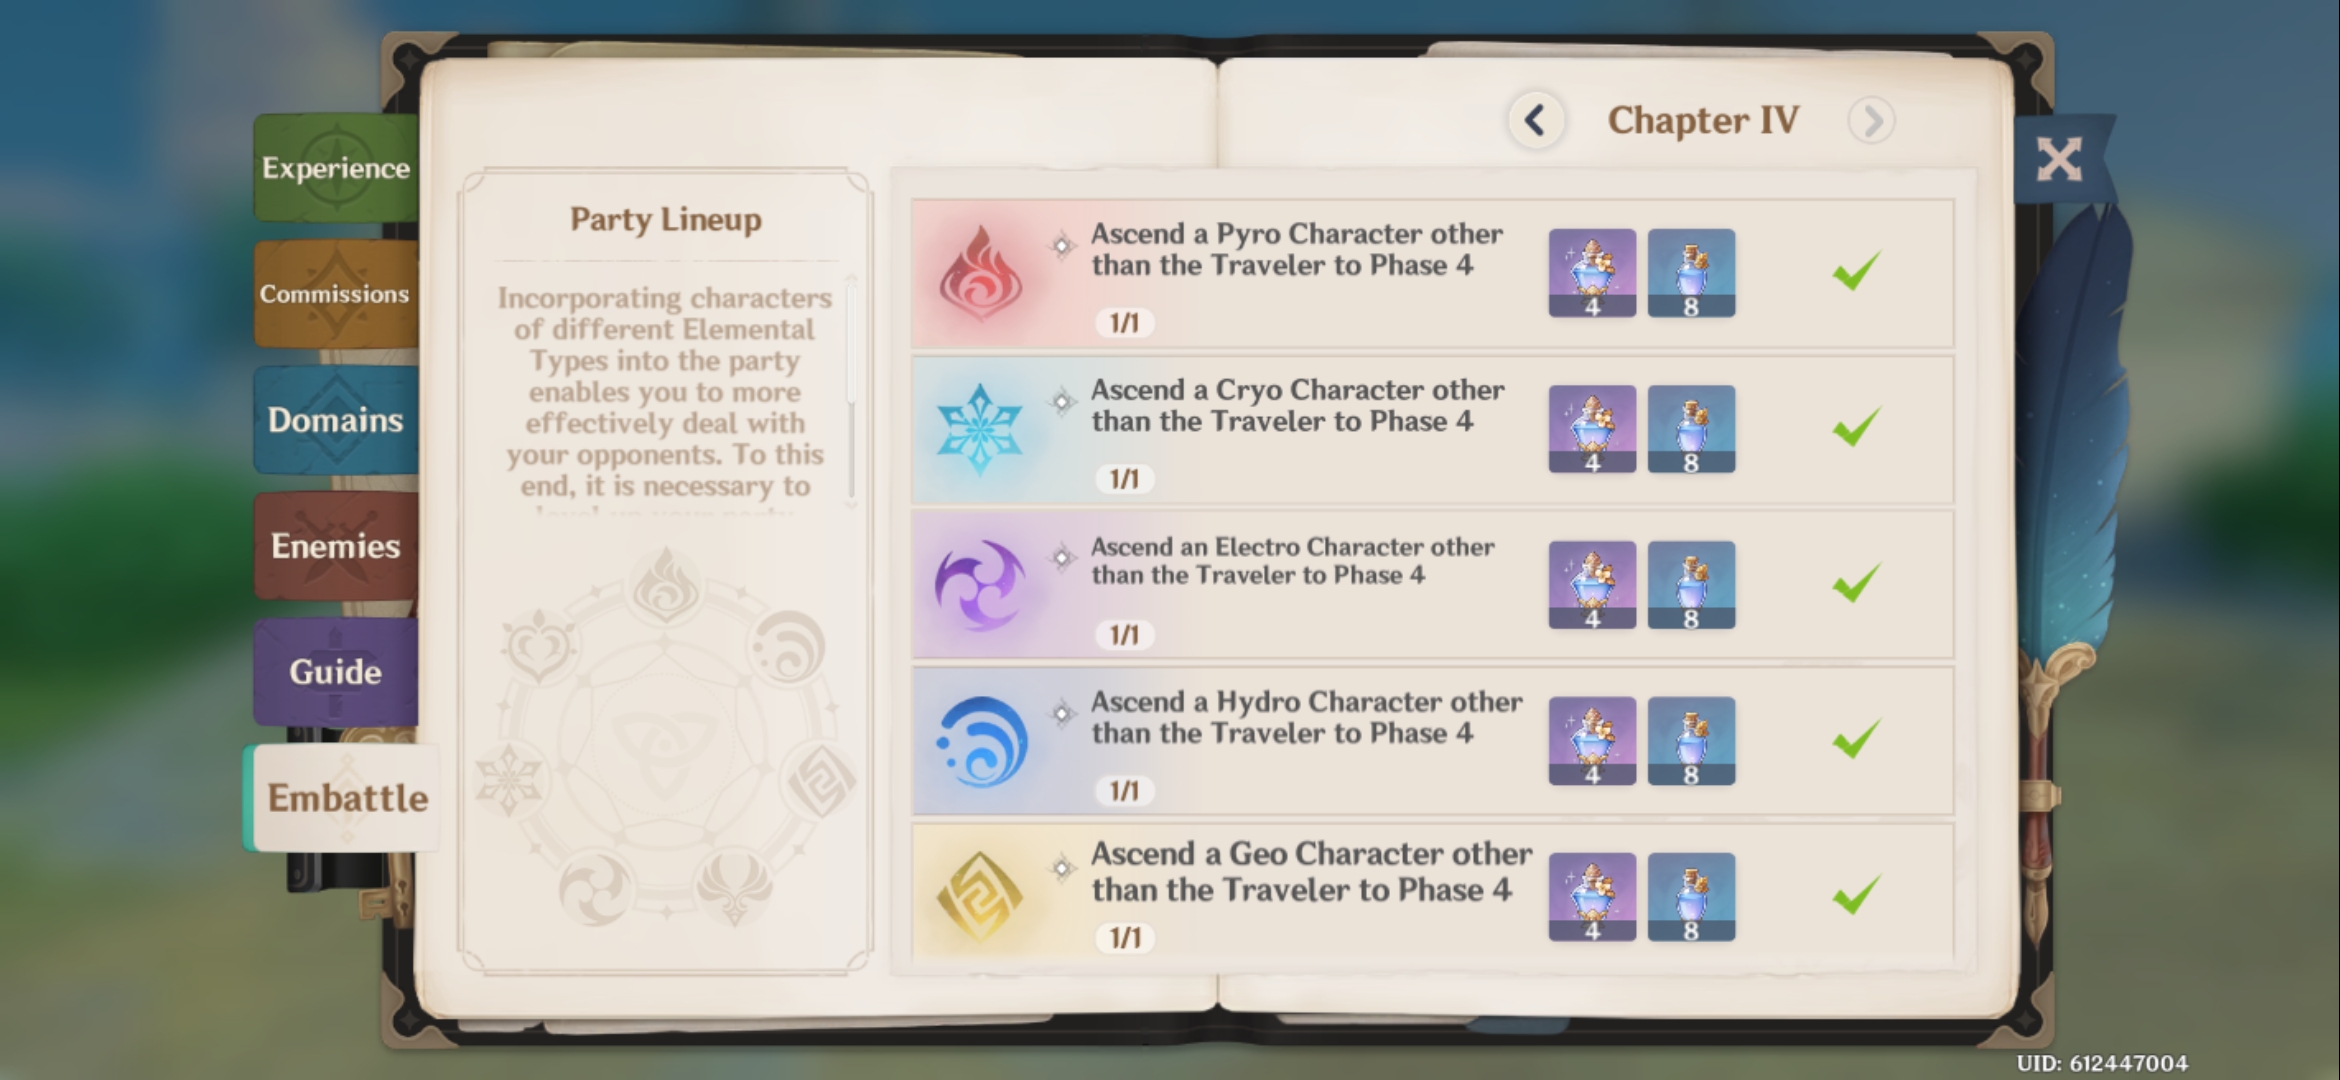 Chapter IV
Experience
Commissions
Domains
Enemies
Guide
Embattle
Party Lineup
Incorporating characters
of different Elemental
Types into the party
enables you to more
effectively deal with
your opponents. To this
end, it is necessary to
Ascend a Pyro Character other
than the Traveler to Phase 4
1/1
4
8
Ascend a Cryo Character other
than the Traveler to Phase 4
1/1
4
8
Ascend an Electro Character other
than the Traveler to Phase 4
1/1
4
8
Ascend a Hydro Character other
than the Traveler to Phase 4
1/1
4
8
Ascend a Geo Character other
than the Traveler to Phase 4
1/1
4
8
UID: 612447004